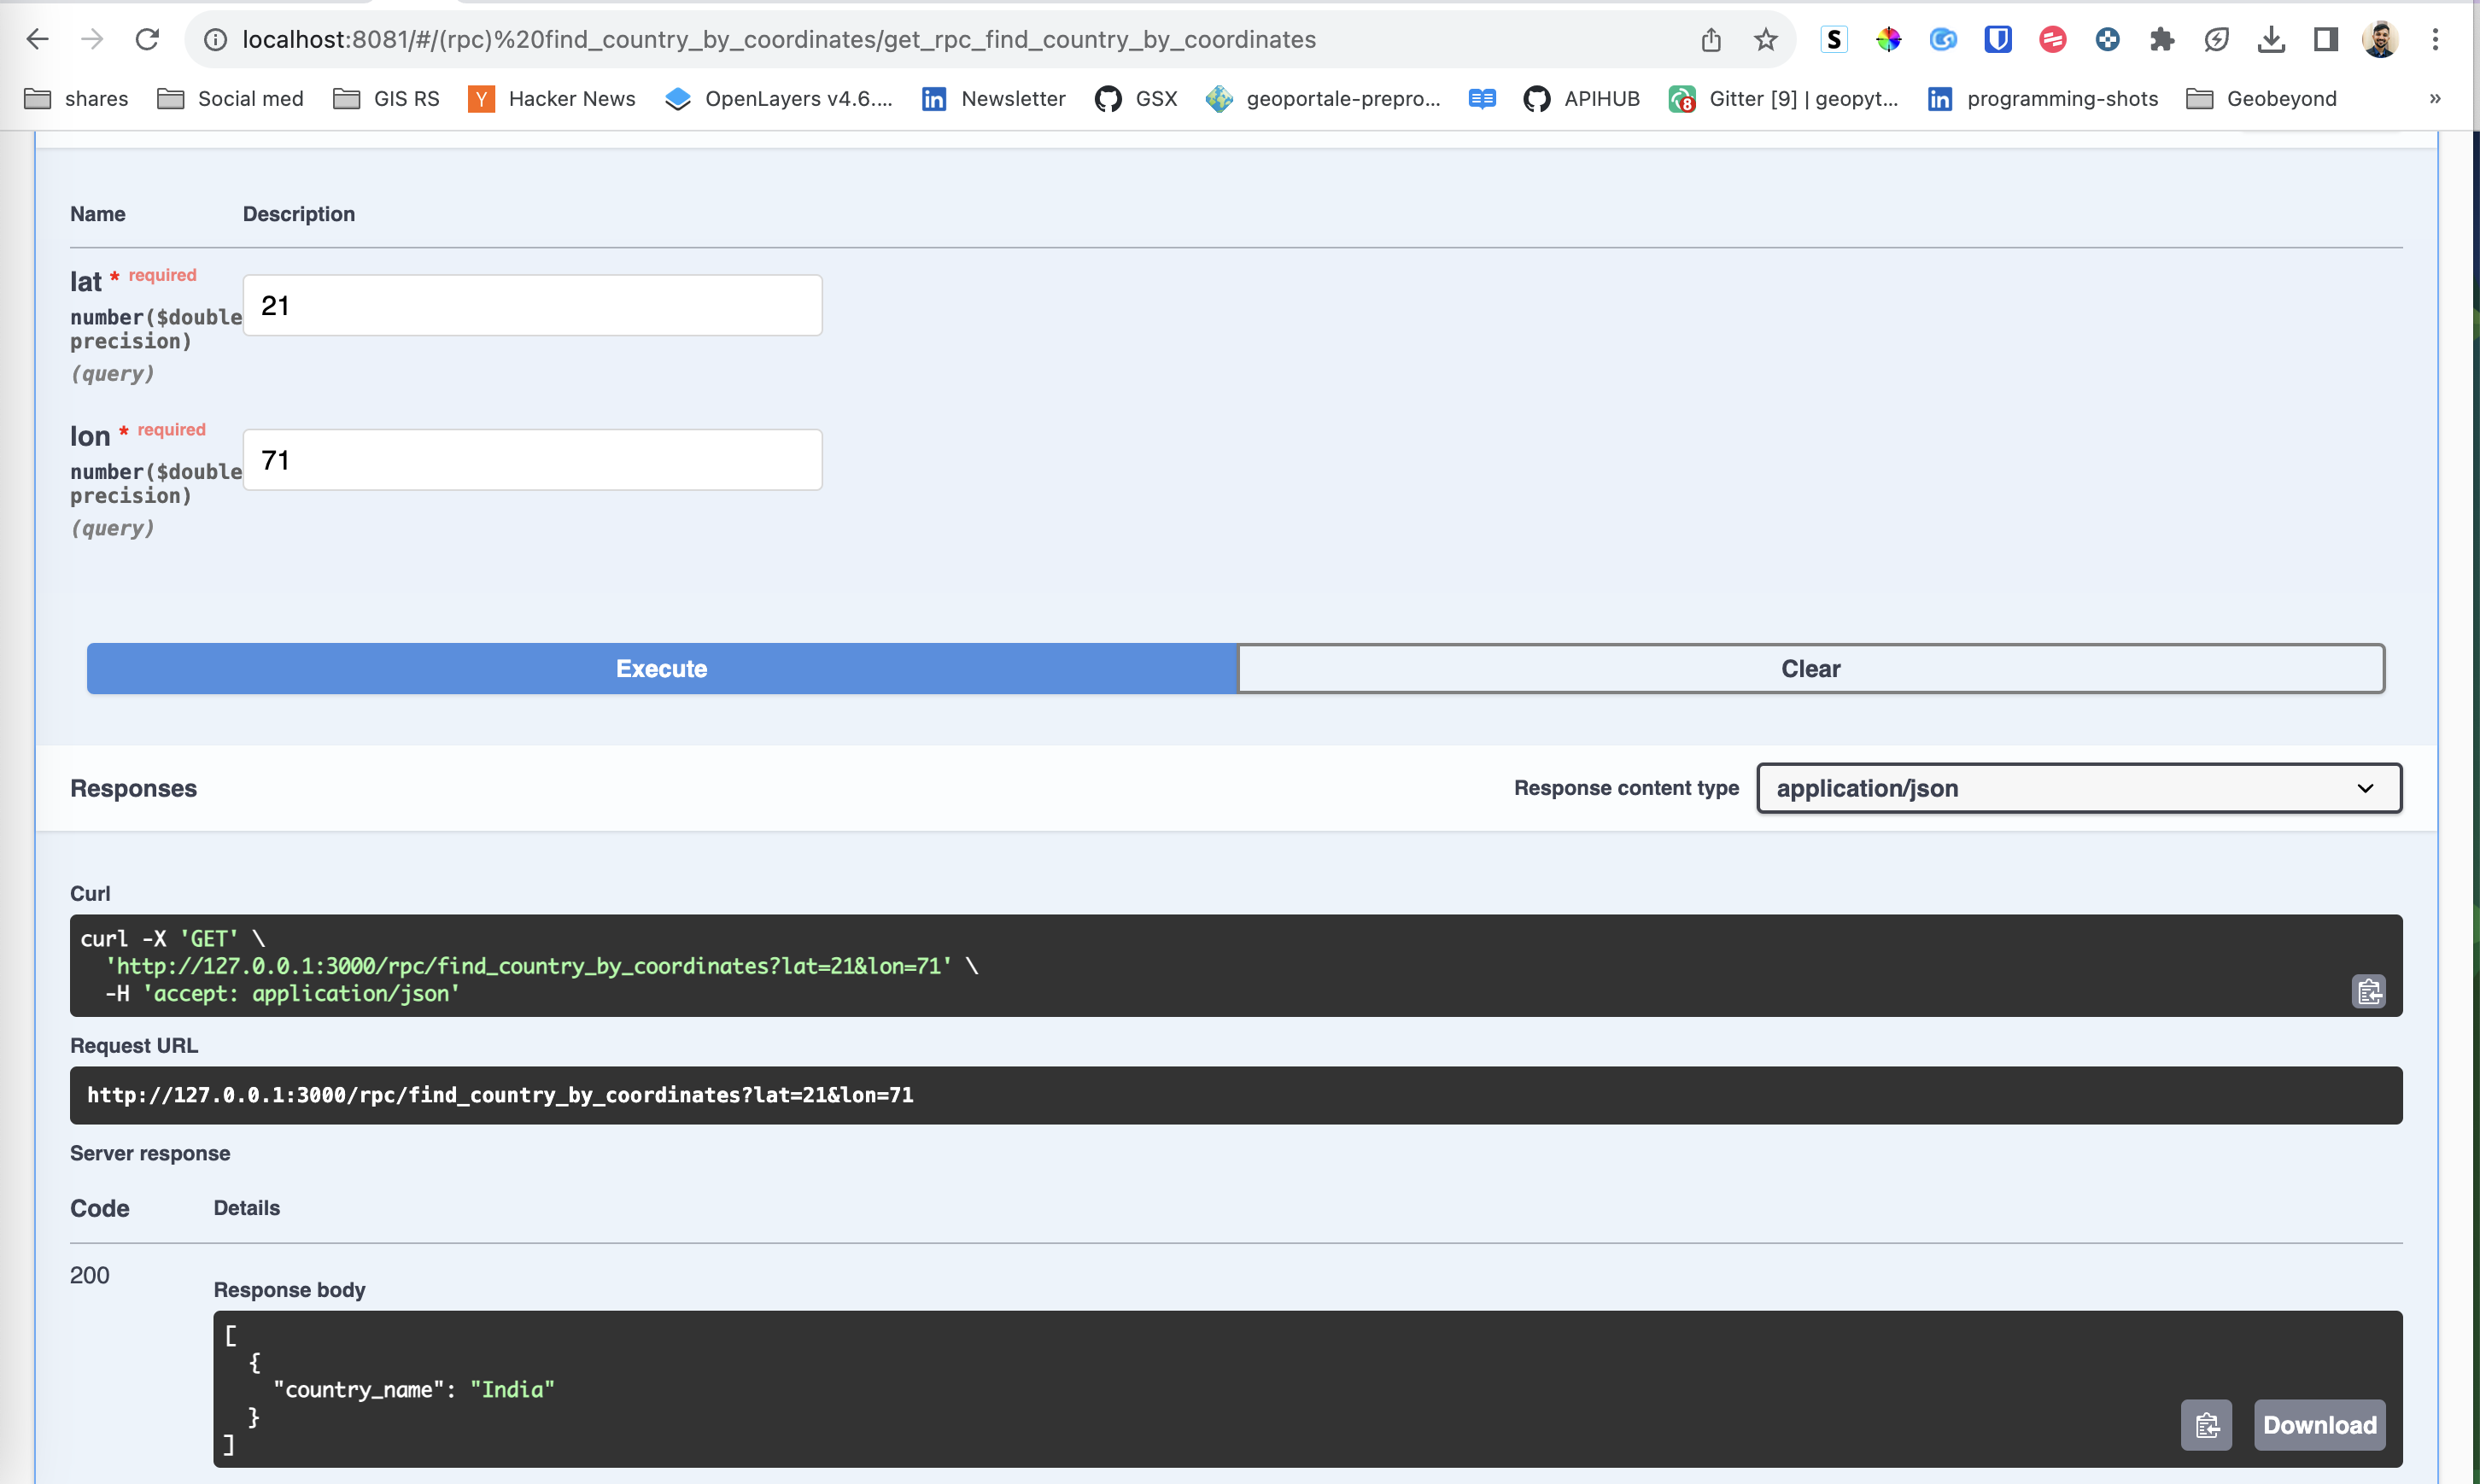 localhost:8081/#/(rpc)%20find_country_by_coordinates/get_rpc_find_country_by_coordinates
S
shares
Social med
GIS RS
Y Hacker News
OpenLayers v4.6....
in Newsletter
GSX
geoportale-prepro...
APIHUB
8 Gitter [9] | geopyt...
in programming-shots
Geobeyond
»
Name Description
lat * required
21
number($double
precision)
(query)
lon * required
71
number($double
precision)
(query)
Execute Clear
Responses Response content type application/json
Curl
curl -X 'GET' \
'http://127.0.0.1:3000/rpc/find_country_by_coordinates?lat=21&lon=71' \
-H 'accept: application/json'
Request URL
http://127.0.0.1:3000/rpc/find_country_by_coordinates?lat=21&lon=71
Server response
Code Details
200
Response body
[
{
"country_name": "India"
}
]
Download